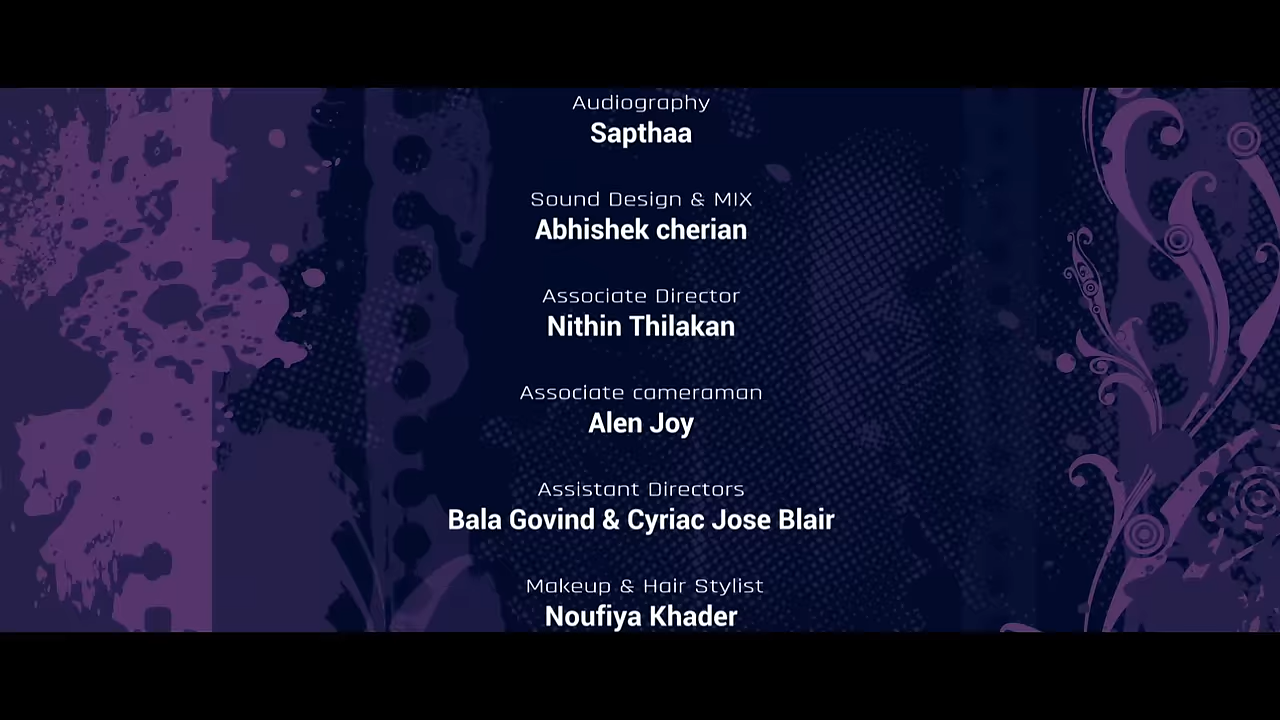 Audiography
Sapthaa
Sound Design & MIX
Abhishek cherian
Associate Director
Nithin Thilakan
Associate cameraman
Alen Joy
Assistant Directors
Bala Govind & Cyriac Jose Blair
Makeup & Hair Stylist
Noufiya Khader